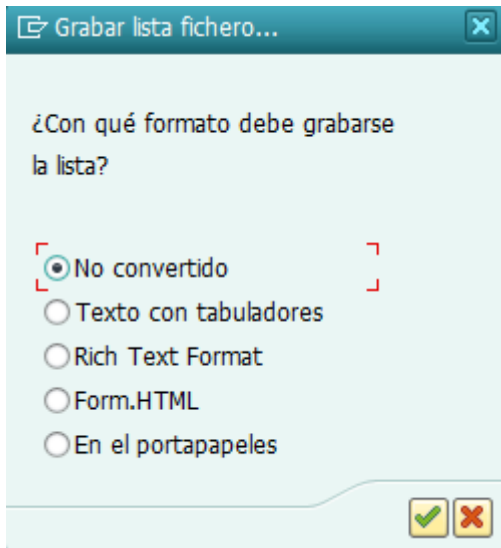 Grabar lista fichero...
¿Con qué formato debe grabarse
la lista?
No convertido
Texto con tabuladores
Rich Text Format
Form.HTML
En el portapapeles